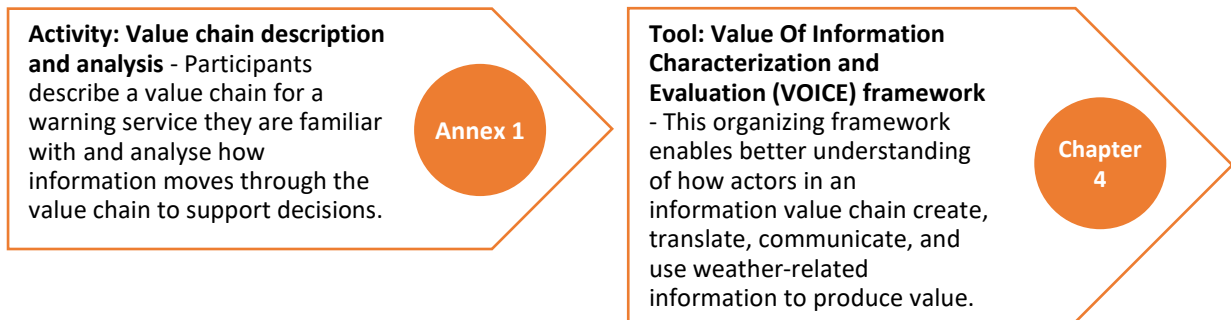 Activity: Value chain description
and analysis - Participants
describe a value chain for a
warning service they are familiar
with and analyse how
information moves through the
value chain to support decisions.
Annex 1
Tool: Value Of Information
Characterization and
Evaluation (VOICE) framework
- This organizing framework
enables better understanding
of how actors in an
information value chain create,
translate, communicate, and
use weather-related
information to produce value.
Chapter
4